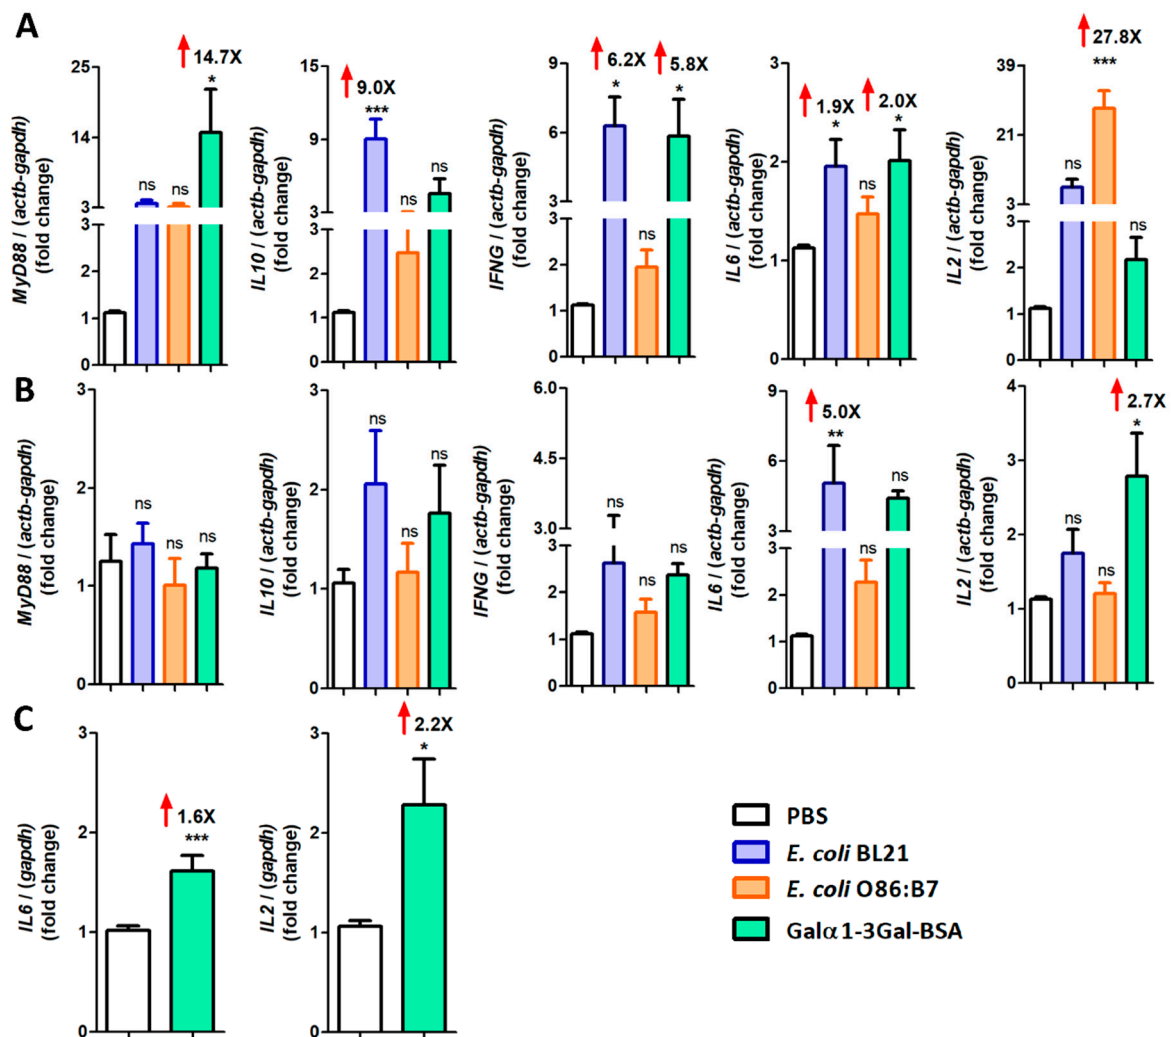 A
MyD88 / (actb-gapdh)
(fold change)
25
14
3
3
2
1
0
ns
ns
14.7X
*
IL10 / (actb-gapdh)
(fold change)
15
9
3
3
2
1
0
9.0X
***
ns
ns
IFNG / (actb-gapdh)
(fold change)
9
6
3
2
1
0
6.2X
*
ns
5.8X
*
IL6 / (actb-gapdh)
(fold change)
3
2
1
0
1.9X
*
ns
2.0X
*
IL2 / (actb-gapdh)
(fold change)
39
21
3
3
2
1
0
ns
27.8X
***
ns
B
MyD88 / (actb-gapdh)
(fold change)
3
2
1
0
ns
ns
ns
IL10 / (actb-gapdh)
(fold change)
3
2
1
0
ns
ns
ns
IFNG / (actb-gapdh)
(fold change)
6.0
4.5
3.0
3
2
1
0
ns
ns
ns
IL6 / (actb-gapdh)
(fold change)
9
6
3
3
2
1
0
5.0X
**
ns
ns
IL2 / (actb-gapdh)
(fold change)
4
3
2
1
0
ns
ns
2.7X
*
C
IL6 / (gapdh)
(fold change)
3
2
1
0
1.6X
***
IL2 / (gapdh)
(fold change)
3
2
1
0
2.2X
*
PBS
E. coli BL21
E. coli O86:B7
Galα1-3Gal-BSA